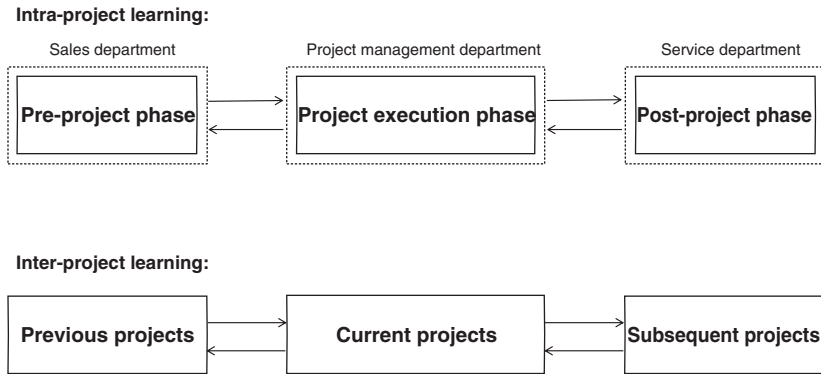 Intra-project learning:
Sales department
Project management department
Service department
Pre-project phase
Project execution phase
Post-project phase
Inter-project learning:
Previous projects
Current projects
Subsequent projects